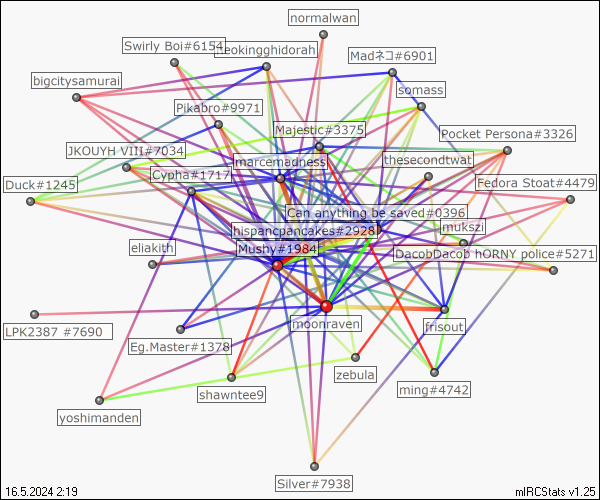 normalwan
Swirly Boi#6154
neokingghidorah
Madネコ#6901
bigcitysamurai
somass
Pikabro#9971
Majestic#3375
Pocket Persona#3326
JKOUYH VIII#7034
marcemadness
thesecondtwat
Cypha#1717
Duck#1245
Fedora Stoat#4479
Can anything be saved#0396
hispancpancakes#2928
mukszi
eliakith
Mushy#1984
DacobDacob hORNY police#5271
LPK2387 #7690
moonraven
frisout
Eg.Master#1378
zebula
shawntee9
ming#4742
yoshimanden
Silver#7938
16.5.2024 2:19
mIRCStats v1.25